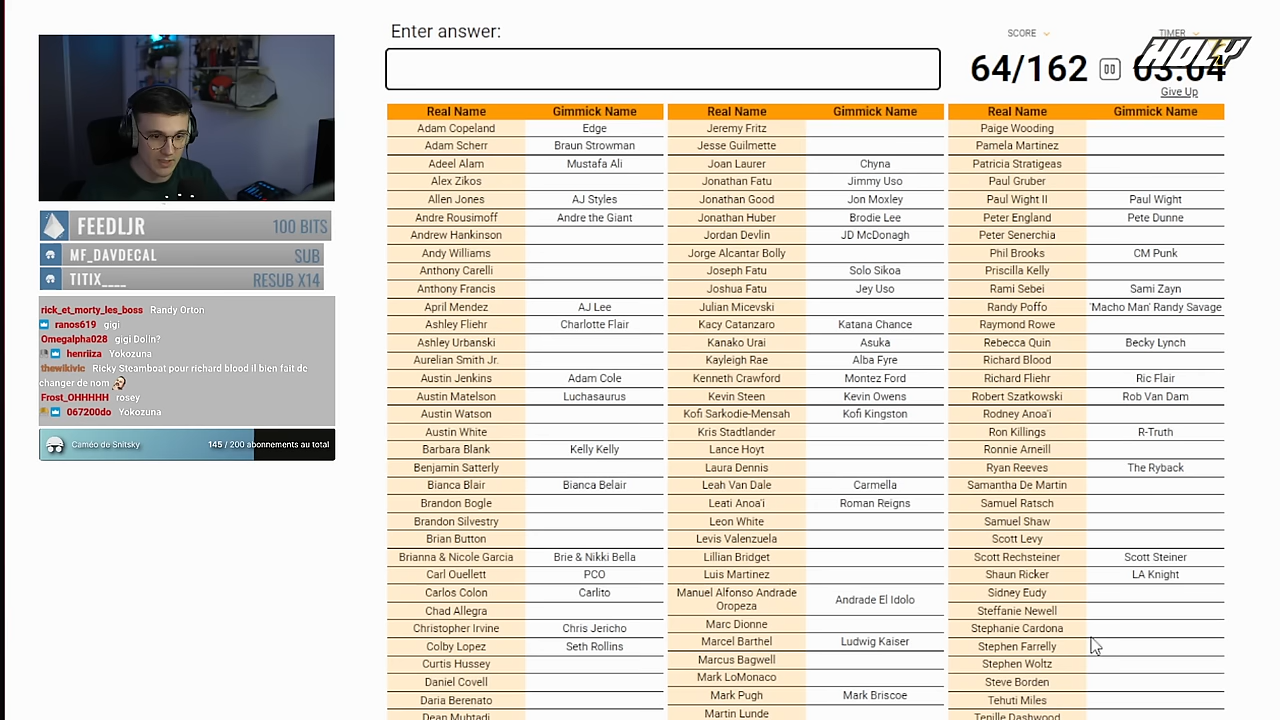 Enter answer:
SCORE
TIMER
HOLY
64/162
03:04
Give Up
FEEDLJR 100 BITS
MF_DAVDECAL SUB
TITIX____ RESUB X14
rick_et_morty_les_boss Randy Orton
ranos619 gigi
Omegalpha028 gigi Dolin?
henriiza Yokozuna
thewikivic Ricky Steamboat pour richard blood il bien fait de
changer de nom
Frost_OHHHHH rosey
067200do Yokozuna
Caméo de Snitsky 145 / 200 abonnements au total
Real Name Gimmick Name
Adam Copeland Edge
Adam Scherr Braun Strowman
Adeel Alam Mustafa Ali
Alex Zikos
Allen Jones AJ Styles
Andre Rousimoff Andre the Giant
Andrew Hankinson
Andy Williams
Anthony Carelli
Anthony Francis
April Mendez AJ Lee
Ashley Fliehr Charlotte Flair
Ashley Urbanski
Aurelian Smith Jr.
Austin Jenkins Adam Cole
Austin Matelson Luchasaurus
Austin Watson
Austin White
Barbara Blank Kelly Kelly
Benjamin Satterly
Bianca Blair Bianca Belair
Brandon Bogle
Brandon Silvestry
Brian Button
Brianna & Nicole Garcia Brie & Nikki Bella
Carl Ouellett PCO
Carlos Colon Carlito
Chad Allegra
Christopher Irvine Chris Jericho
Colby Lopez Seth Rollins
Curtis Hussey
Daniel Covell
Daria Berenato
Dean Muhtadi
Real Name Gimmick Name
Jeremy Fritz
Jesse Guilmette
Joan Laurer Chyna
Jonathan Fatu Jimmy Uso
Jonathan Good Jon Moxley
Jonathan Huber Brodie Lee
Jordan Devlin JD McDonagh
Jorge Alcantar Bolly
Joseph Fatu Solo Sikoa
Joshua Fatu Jey Uso
Julian Micevski
Kacy Catanzaro Katana Chance
Kanako Urai Asuka
Kayleigh Rae Alba Fyre
Kenneth Crawford Montez Ford
Kevin Steen Kevin Owens
Kofi Sarkodie-Mensah Kofi Kingston
Kris Stadtlander
Lance Hoyt
Laura Dennis
Leah Van Dale Carmella
Leati Anoa'i Roman Reigns
Leon White
Levis Valenzuela
Lillian Bridget
Luis Martinez
Manuel Alfonso Andrade
Oropeza Andrade El Idolo
Marc Dionne
Marcel Barthel Ludwig Kaiser
Marcus Bagwell
Mark LoMonaco
Mark Pugh Mark Briscoe
Martin Lunde
Real Name Gimmick Name
Paige Wooding
Pamela Martinez
Patricia Stratigeas
Paul Gruber
Paul Wight II Paul Wight
Peter England Pete Dunne
Peter Senerchia
Phil Brooks CM Punk
Priscilla Kelly
Rami Sebei Sami Zayn
Randy Poffo 'Macho Man' Randy Savage
Raymond Rowe
Rebecca Quin Becky Lynch
Richard Blood
Richard Fliehr Ric Flair
Robert Szatkowski Rob Van Dam
Rodney Anoa'i
Ron Killings R-Truth
Ronnie Arneill
Ryan Reeves The Ryback
Samantha De Martin
Samuel Ratsch
Samuel Shaw
Scott Levy
Scott Rechsteiner Scott Steiner
Shaun Ricker LA Knight
Sidney Eudy
Steffanie Newell
Stephanie Cardona
Stephen Farrelly
Stephen Woltz
Steve Borden
Tehuti Miles
Tenille Dashwood